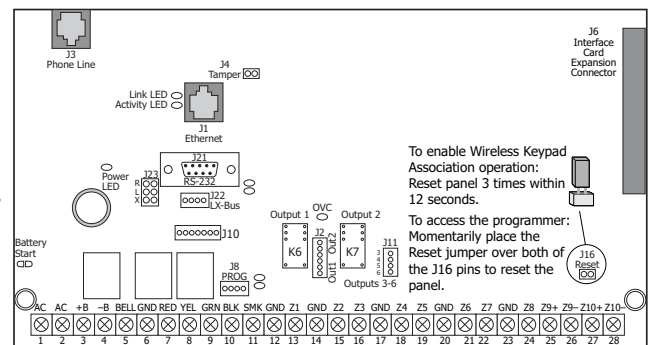 J3
Phone Line
J4
Tamper
Link LED
Activity LED
J1
Ethernet
J6
Interface
Card
Expansion
Connector
Power
LED
J23
R
L
X
J21
RS-232
J22
LX-Bus
J10
J8
PROG
Battery
Start
OVC
Output 1
Output 2
K6
J2
Out1 Out2
K7
J11
3
4
5
6
Outputs 3-6
To enable Wireless Keypad
Association operation:
Reset panel 3 times within
12 seconds.
To access the programmer:
Momentarily place the
Reset jumper over both of
the J16 pins to reset the
panel.
J16
Reset
AC AC +B –B BELL GND RED YEL GRN BLK SMK GND Z1 GND Z2 Z3 GND Z4 Z5 GND Z6 Z7 GND Z8 Z9+ Z9– Z10+ Z10–
1 2 3 4 5 6 7 8 9 10 11 12 13 14 15 16 17 18 19 20 21 22 23 24 25 26 27 28